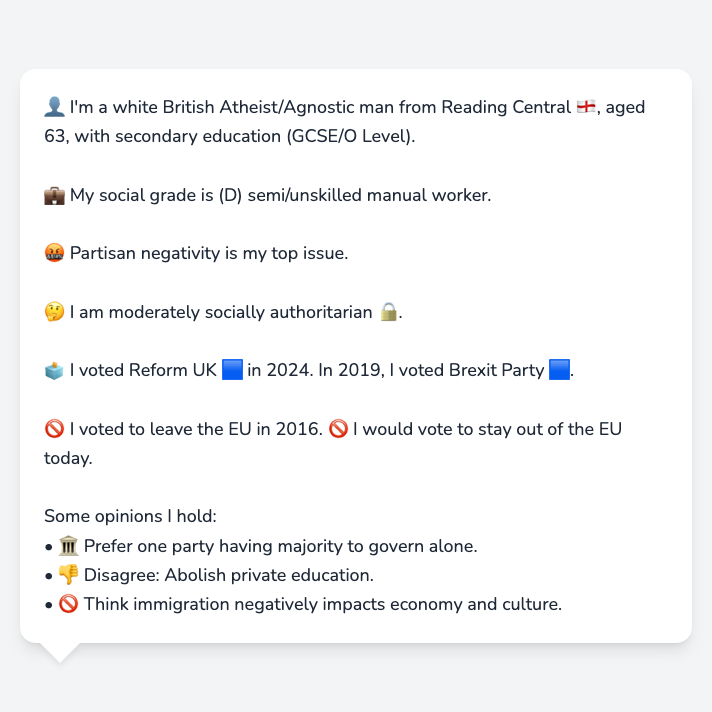 👤 I'm a white British Atheist/Agnostic man from Reading Central 🏴󠁧󠁢󠁥󠁮󠁧󠁿, aged
63, with secondary education (GCSE/O Level).
💼 My social grade is (D) semi/unskilled manual worker.
🤬 Partisan negativity is my top issue.
🤔 I am moderately socially authoritarian 🔒.
🗳️ I voted Reform UK 🟦 in 2024. In 2019, I voted Brexit Party 🟦.
🚫 I voted to leave the EU in 2016. 🚫 I would vote to stay out of the EU
today.
Some opinions I hold:
• 🏛️ Prefer one party having majority to govern alone.
• 👎 Disagree: Abolish private education.
• 🚫 Think immigration negatively impacts economy and culture.